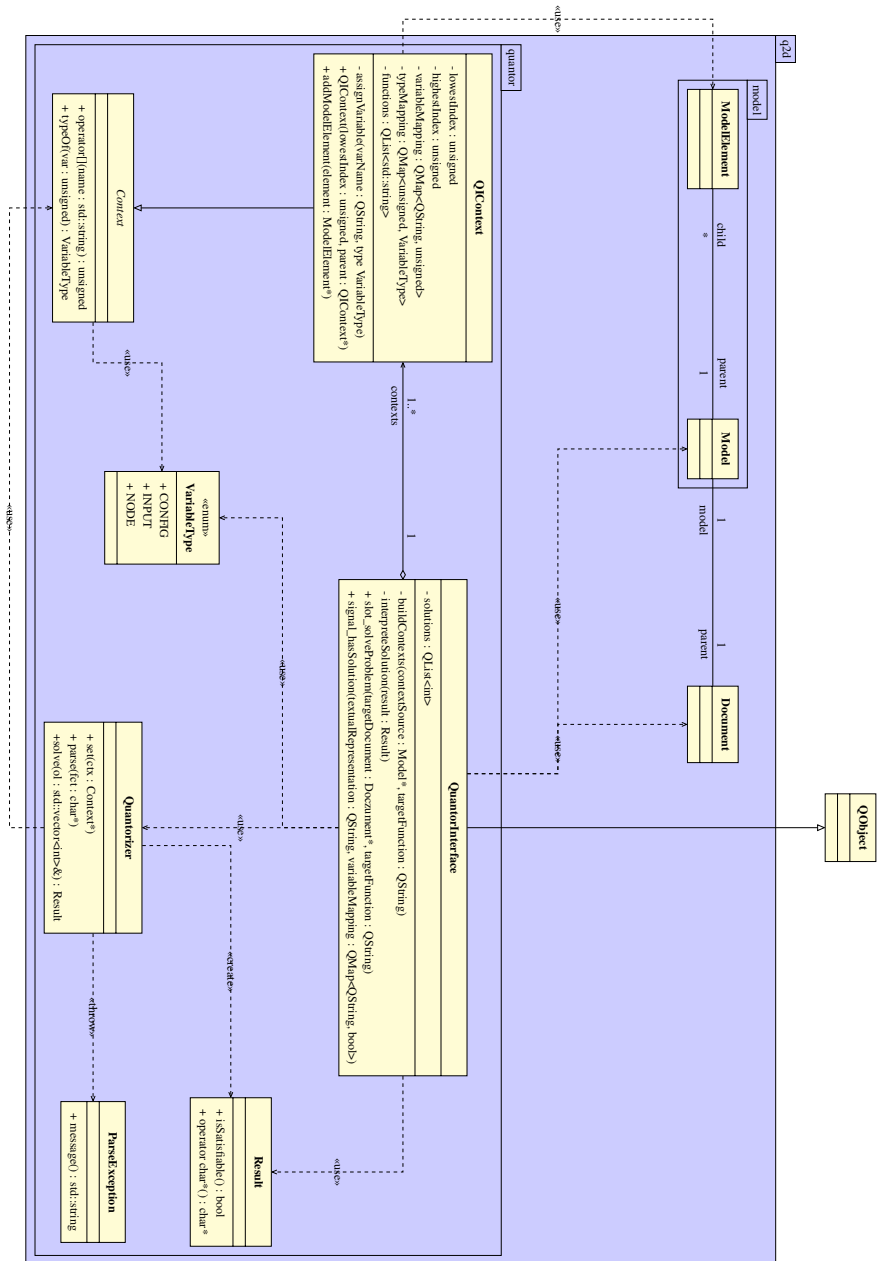 q2d
QObject
model
ModelElement
child
*
parent
1
Model
1
model
1
parent
Document
«use»
«use»
«use»
quantor
QIContext
- lowestIndex : unsigned
- highestIndex : unsigned
- variableMapping : QMap<QString, unsigned>
- typeMapping : QMap<unsigned, VariableType>
- functions : QList<std::string>
- assignVariable(varName : QString, type VariableType)
+ QIContext(lowestIndex : unsigned, parent : QIContext*)
+ addModelElement(element : ModelElement*)
1..*
contexts
1
QuantorInterface
- solutions : QList<int>
- buildContexts(contextSource : Model*, targetFunction : QString)
- interpreteSolution(result : Result)
+ slot_solveProblem(targetDocument : Doczument*, targetFunction : QString)
+ signal_hasSolution(textualRepresentation : QString, variableMapping : QMap<QString, bool>)
«use»
«use»
«use»
Context
+ operator[](name : std::string) : unsigned
+ typeOf(var : unsigned) : VariableType
«use»
«enum»
VariableType
+ CONFIG
+ INPUT
+ NODE
Quantorizer
+ set(ctx : Context*)
+ parse(fct : char*)
+solve(ol : std::vector<int>&) : Result
«create»
«throw»
Result
+ isSatisfiable() : bool
+ operator char*() : char*
ParseException
+ message() : std::string
«use»